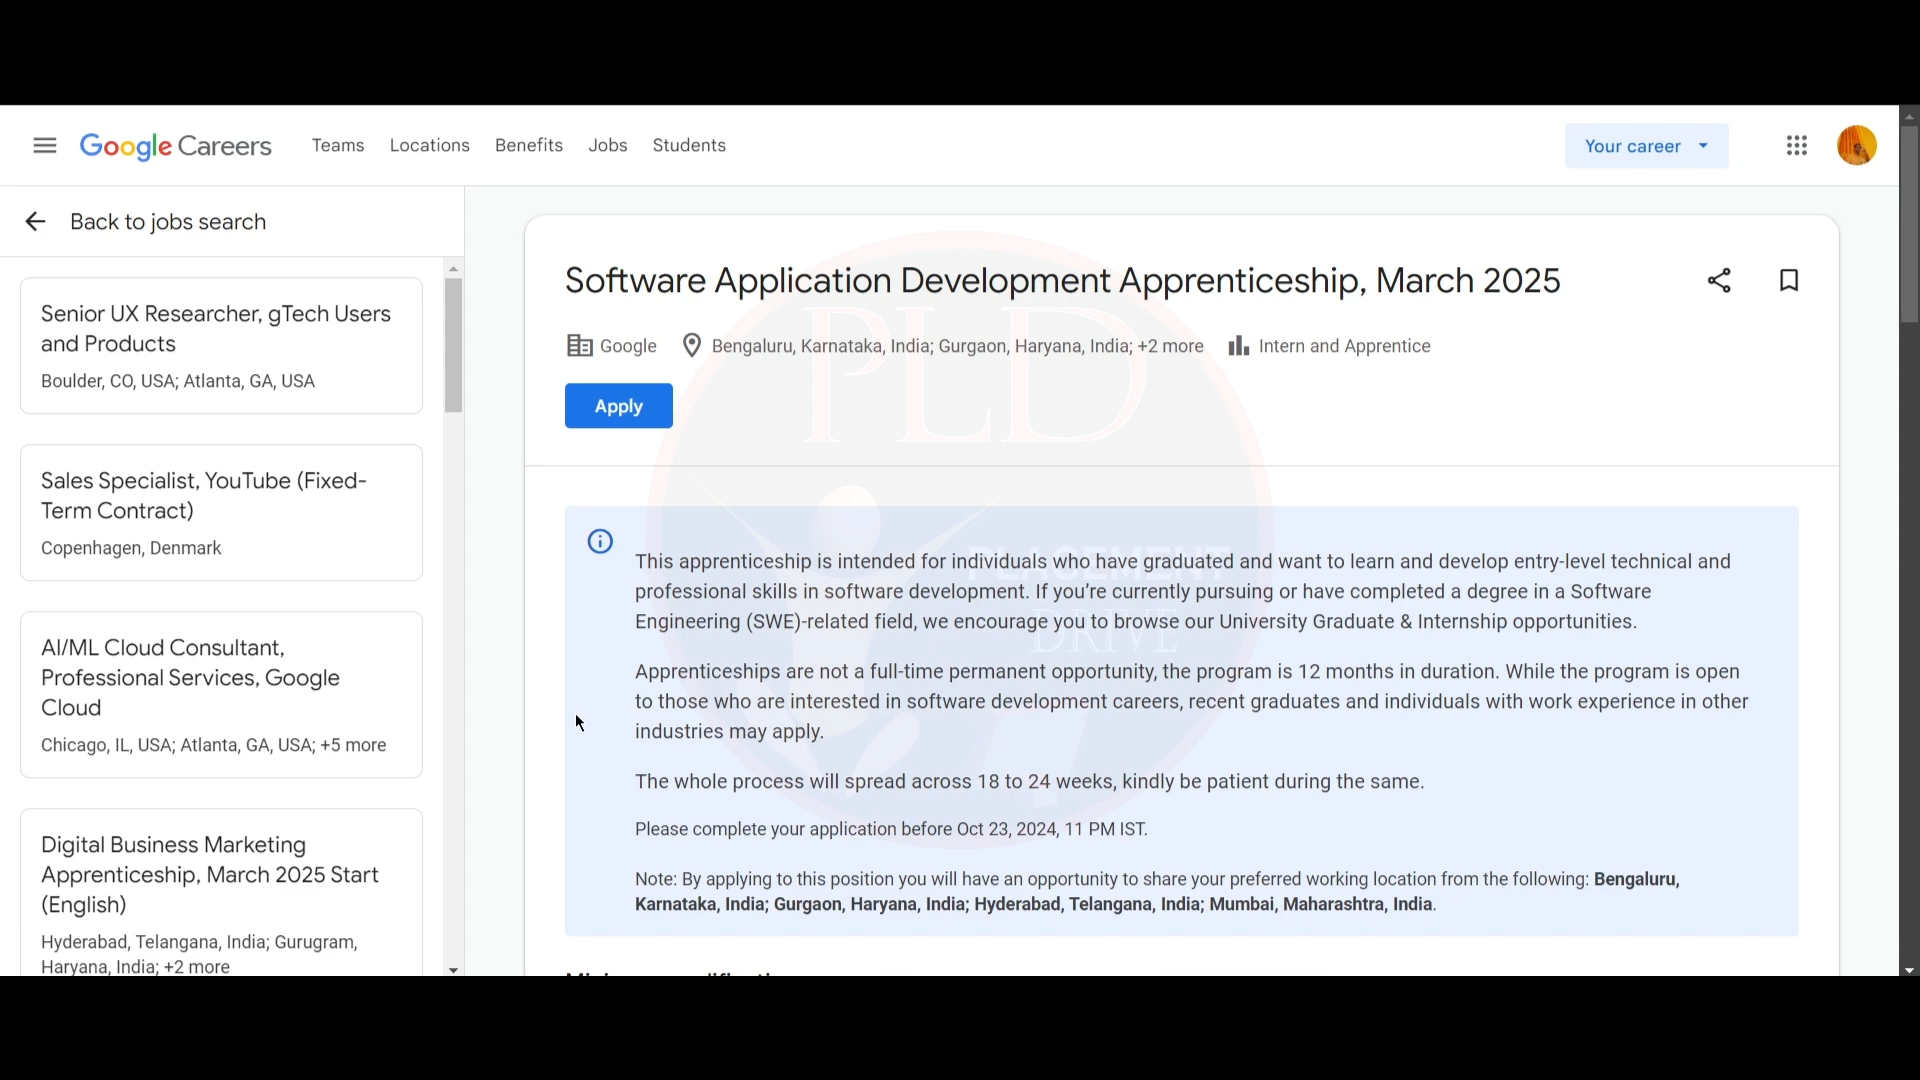 Google Careers
Teams
Locations
Benefits
Jobs
Students
Your career
Back to jobs search
Senior UX Researcher, gTech Users
and Products
Boulder, CO, USA; Atlanta, GA, USA
Sales Specialist, YouTube (Fixed-
Term Contract)
Copenhagen, Denmark
AI/ML Cloud Consultant,
Professional Services, Google
Cloud
Chicago, IL, USA; Atlanta, GA, USA; +5 more
Digital Business Marketing
Apprenticeship, March 2025 Start
(English)
Hyderabad, Telangana, India; Gurugram,
Haryana, India; +2 more
Software Application Development Apprenticeship, March 2025
Google
Bengaluru, Karnataka, India; Gurgaon, Haryana, India; +2 more
Intern and Apprentice
Apply
PLD
PLACEMENT
DRIVE
This apprenticeship is intended for individuals who have graduated and want to learn and develop entry-level technical and
professional skills in software development. If you’re currently pursuing or have completed a degree in a Software
Engineering (SWE)-related field, we encourage you to browse our University Graduate & Internship opportunities.
Apprenticeships are not a full-time permanent opportunity, the program is 12 months in duration. While the program is open
to those who are interested in software development careers, recent graduates and individuals with work experience in other
industries may apply.
The whole process will spread across 18 to 24 weeks, kindly be patient during the same.
Please complete your application before Oct 23, 2024, 11 PM IST.
Note: By applying to this position you will have an opportunity to share your preferred working location from the following: Bengaluru,
Karnataka, India; Gurgaon, Haryana, India; Hyderabad, Telangana, India; Mumbai, Maharashtra, India.